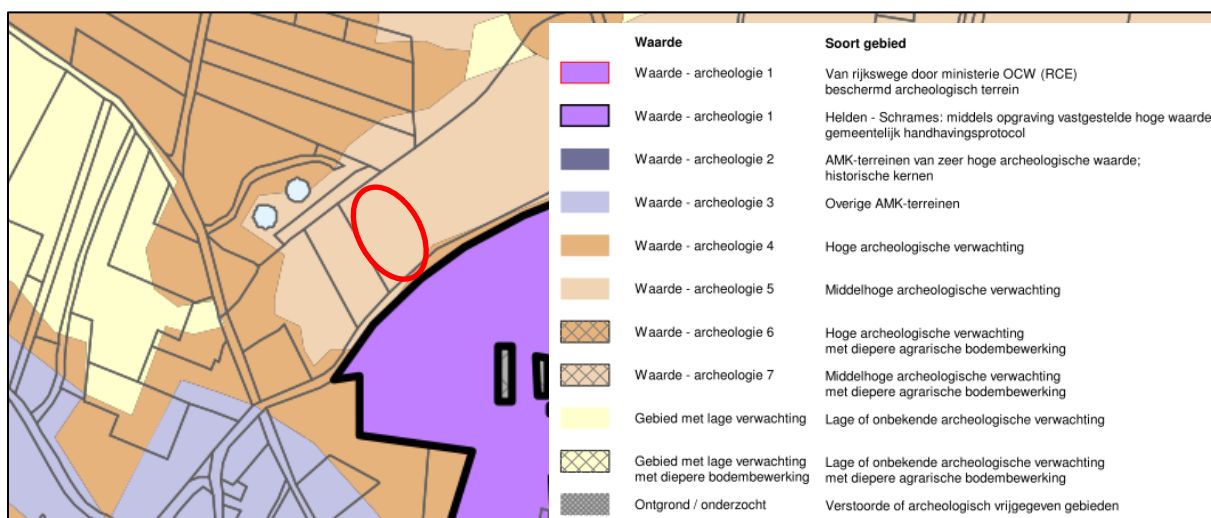 Waarde Soort gebied
Waarde - archeologie 1 Van rijkswege door ministerie OCW (RCE)
beschermd archeologisch terrein
Waarde - archeologie 1 Helden - Schrames: middels opgraving vastgestelde hoge waarde
gemeentelijk handhavingsprotocol
Waarde - archeologie 2 AMK-terreinen van zeer hoge archeologische waarde;
historische kernen
Waarde - archeologie 3 Overige AMK-terreinen
Waarde - archeologie 4 Hoge archeologische verwachting
Waarde - archeologie 5 Middelhoge archeologische verwachting
Waarde - archeologie 6 Hoge archeologische verwachting
met diepere agrarische bodembewerking
Waarde - archeologie 7 Middelhoge archeologische verwachting
met diepere agrarische bodembewerking
Gebied met lage verwachting Lage of onbekende archeologische verwachting
Gebied met lage verwachting Lage of onbekende archeologische verwachting
met diepere bodembewerking met diepere agrarische bodembewerking
Ontgrond / onderzocht Verstoorde of archeologisch vrijgegeven gebieden